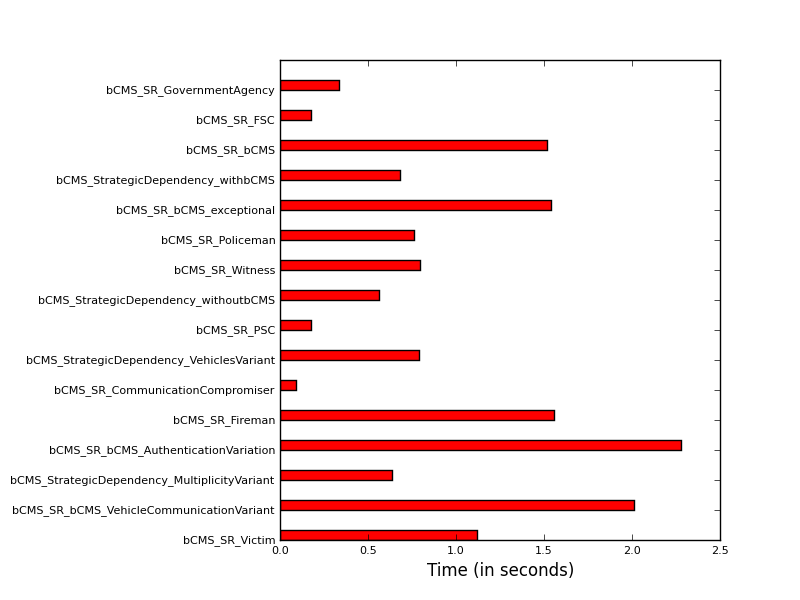 bCMS_SR_GovernmentAgency
bCMS_SR_FSC
bCMS_SR_bCMS
bCMS_StrategicDependency_withbCMS
bCMS_SR_bCMS_exceptional
bCMS_SR_Policeman
bCMS_SR_Witness
bCMS_StrategicDependency_withoutbCMS
bCMS_SR_PSC
bCMS_StrategicDependency_VehiclesVariant
bCMS_SR_CommunicationCompromiser
bCMS_SR_Fireman
bCMS_SR_bCMS_AuthenticationVariation
bCMS_StrategicDependency_MultiplicityVariant
bCMS_SR_bCMS_VehicleCommunicationVariant
bCMS_SR_Victim
0.0 0.5 1.0 1.5 2.0 2.5
Time (in seconds)